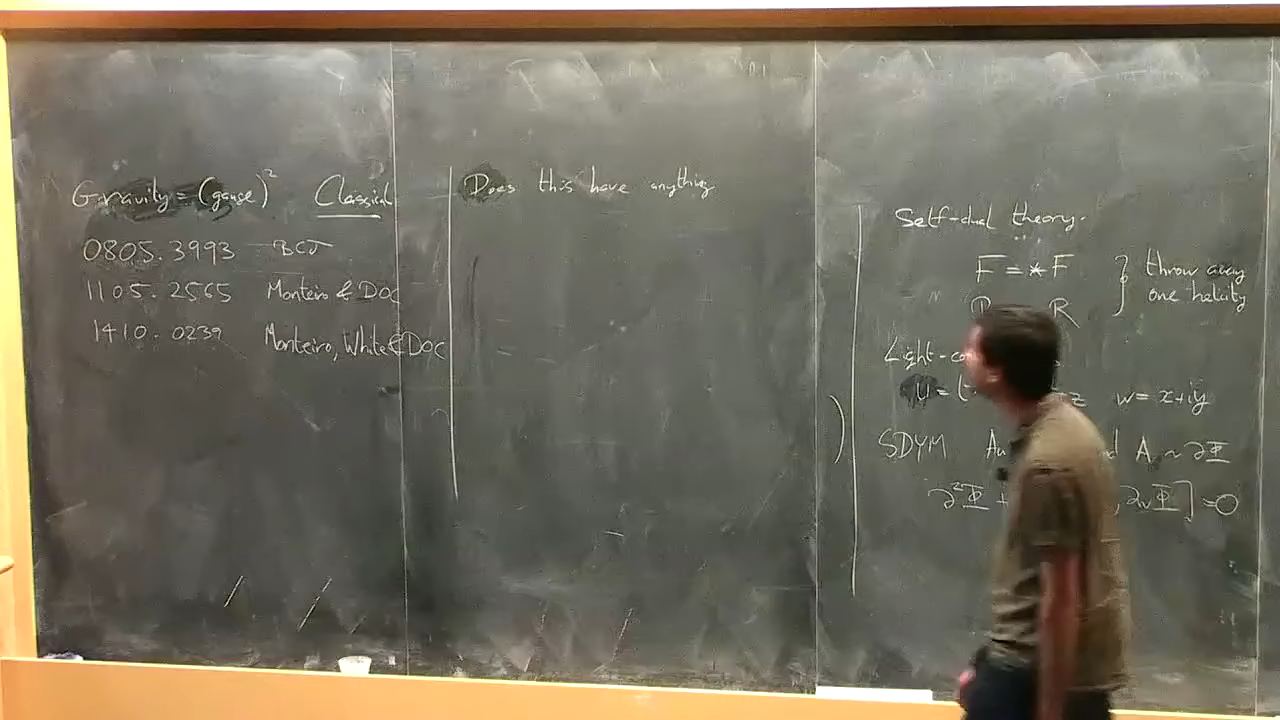 Gravity = (gauge)² Classical
0805.3993 — BCJ
1105.2565 Monteiro & DOC
1410.0239 Monteiro, White & DOC
Does this have anything
Self-dual theory.
F = *F } throw away
R one helicity
Light-
u = t z w = x+iy
SDYM A ~ ∂Φ
∂²Φ + , ∂wΦ] = 0